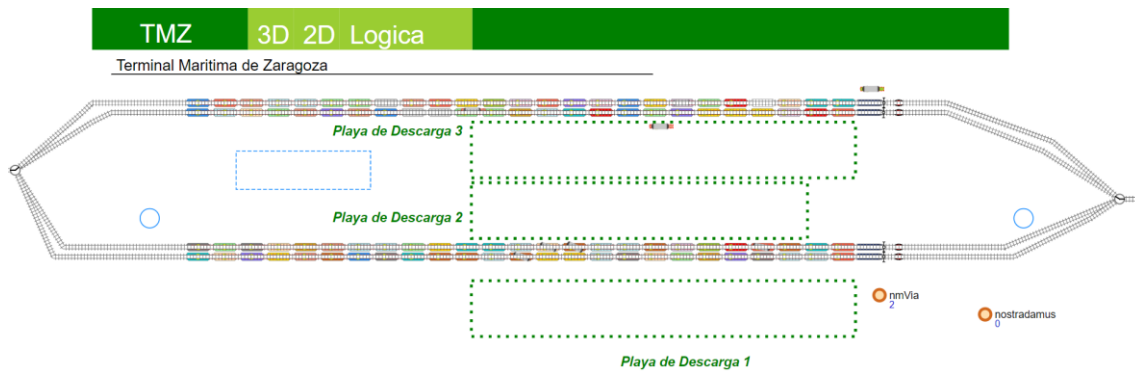 TMZ 3D 2D Logica
Terminal Maritima de Zaragoza
Playa de Descarga 3
Playa de Descarga 2
nmVia
2
nostradamus
0
Playa de Descarga 1